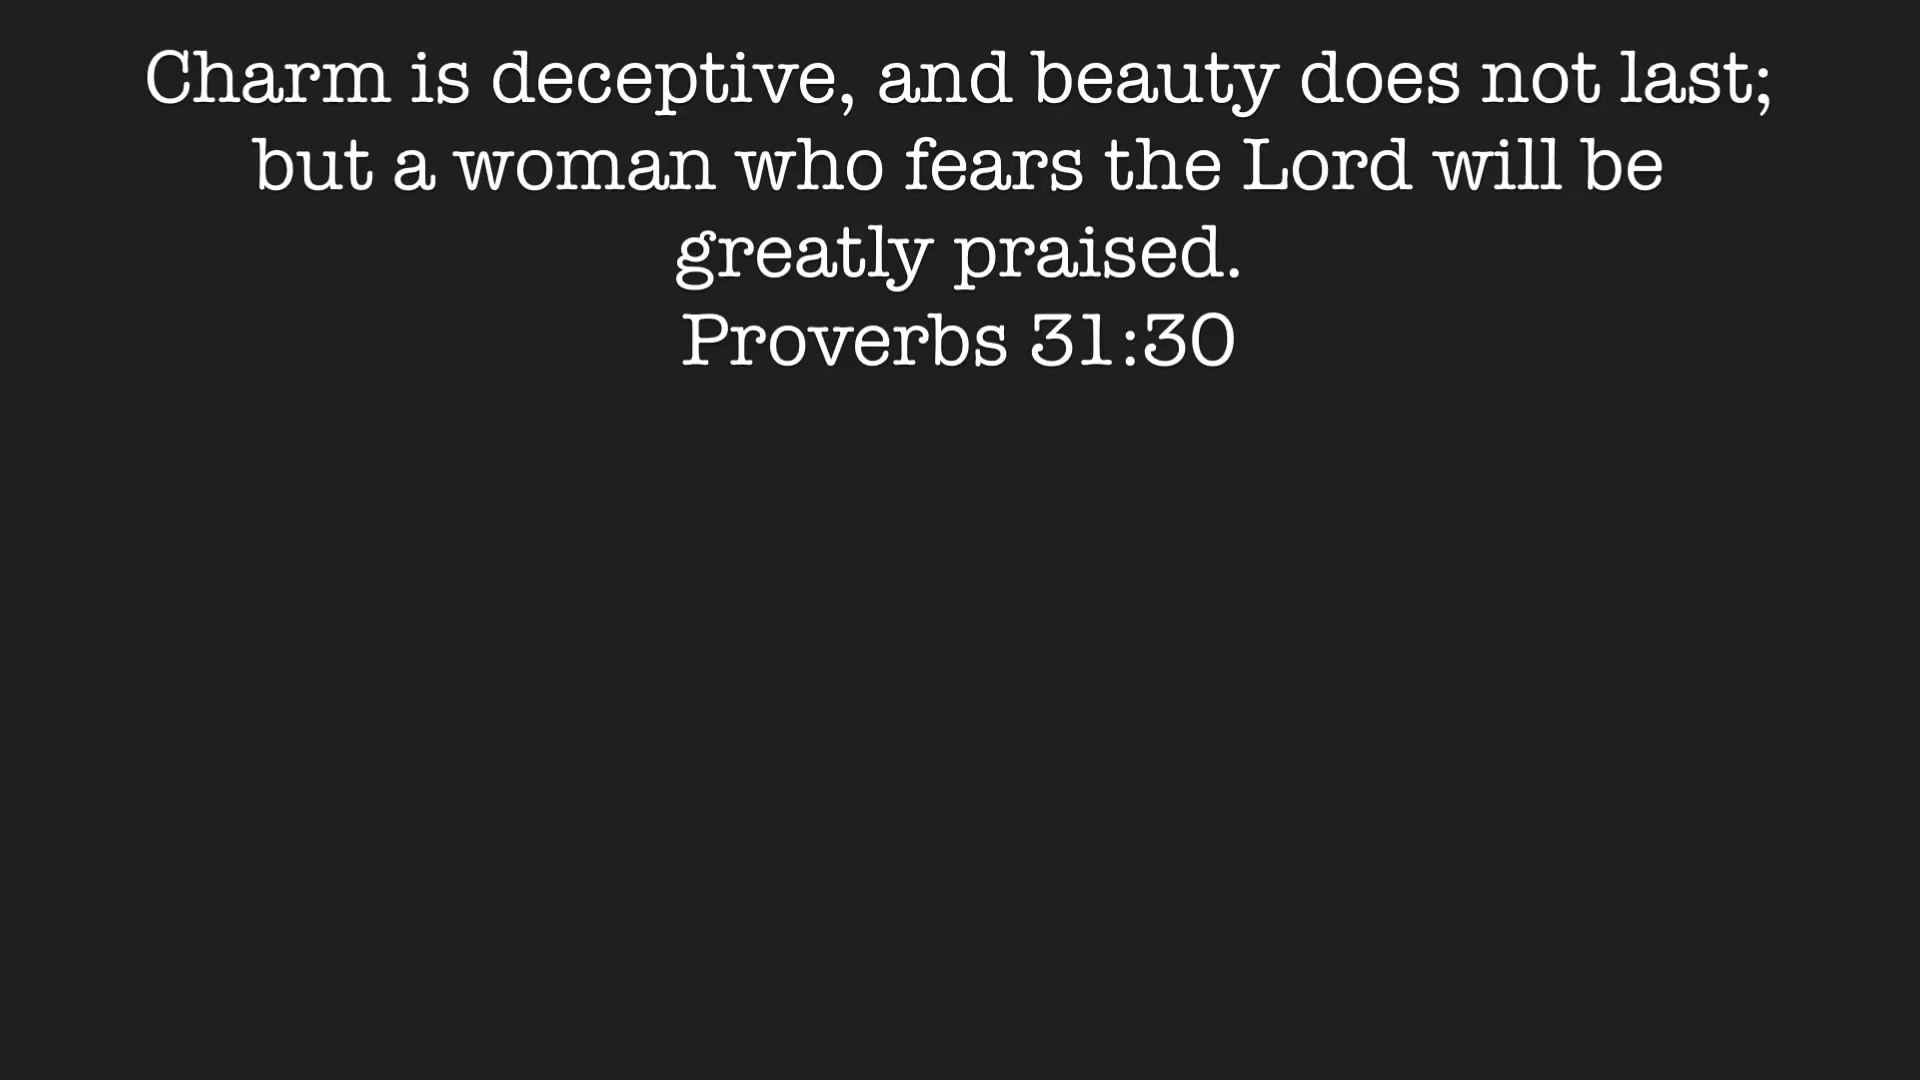 Charm is deceptive, and beauty does not last;
but a woman who fears the Lord will be
greatly praised.
Proverbs 31:30